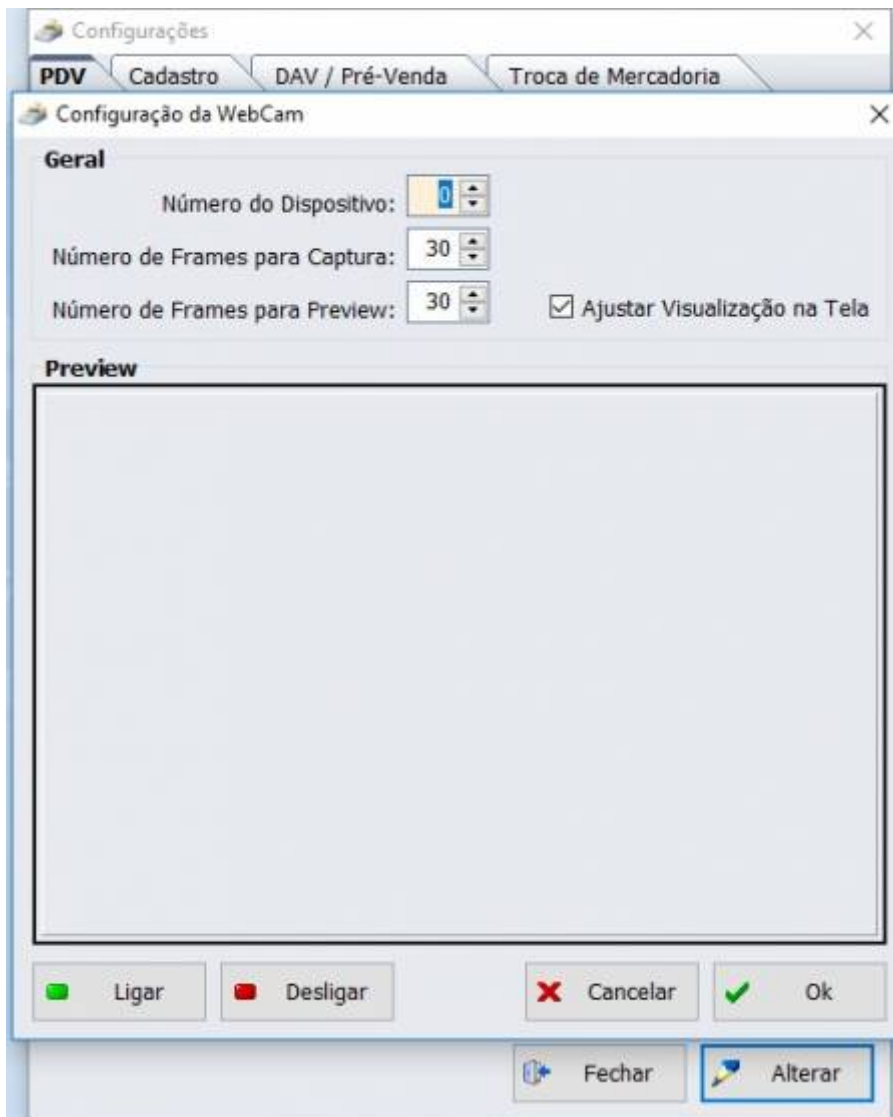 Configurações
PDV Cadastro DAV / Pré-Venda Troca de Mercadoria
Configuração da WebCam
Geral
Número do Dispositivo: 0
Número de Frames para Captura: 30
Número de Frames para Preview: 30 Ajustar Visualização na Tela
Preview
Ligar Desligar Cancelar Ok
Fechar Alterar